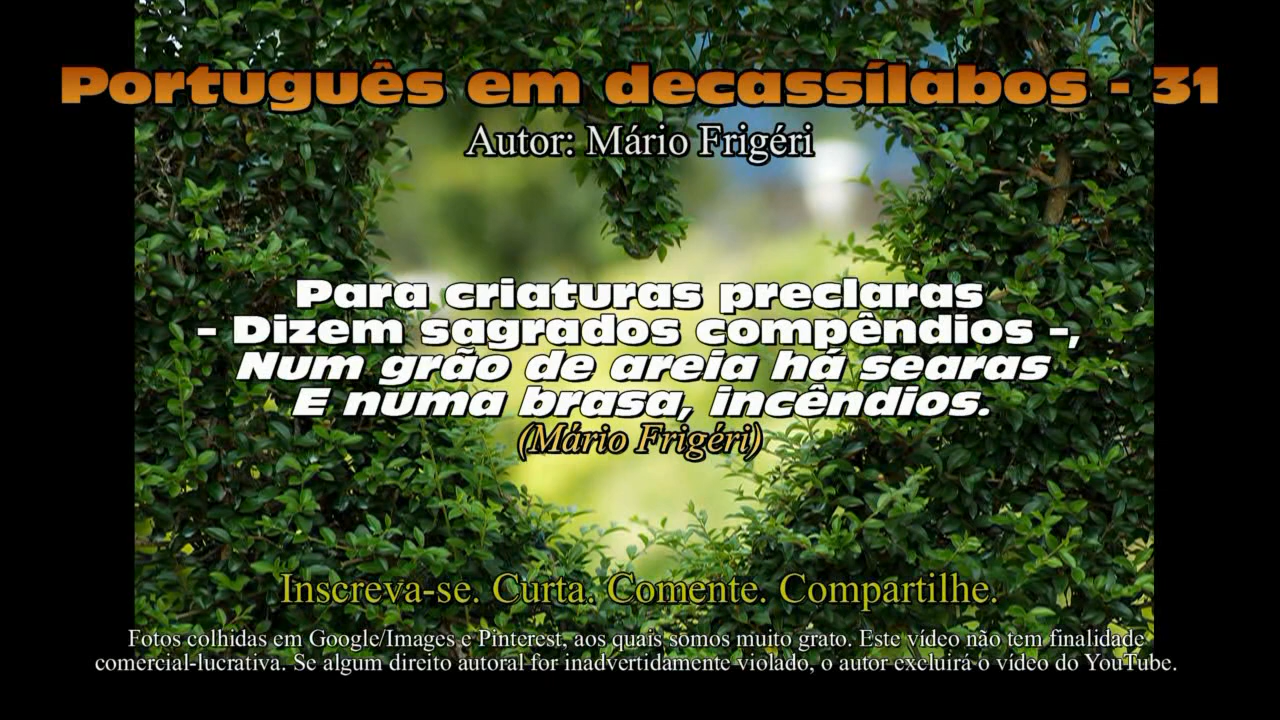 Português em decassílabos - 31
Autor: Mário Frigéri
Para criaturas preclaras
- Dizem sagrados compêndios -,
Num grão de areia há searas
E numa brasa, incêndios.
(Mário Frigéri)
Inscreva-se. Curta. Comente. Compartilhe.
Fotos colhidas em Google/Images e Pinterest, aos quais somos muito grato. Este vídeo não tem finalidade
comercial-lucrativa. Se algum direito autoral for inadvertidamente violado, o autor excluirá o vídeo do YouTube.